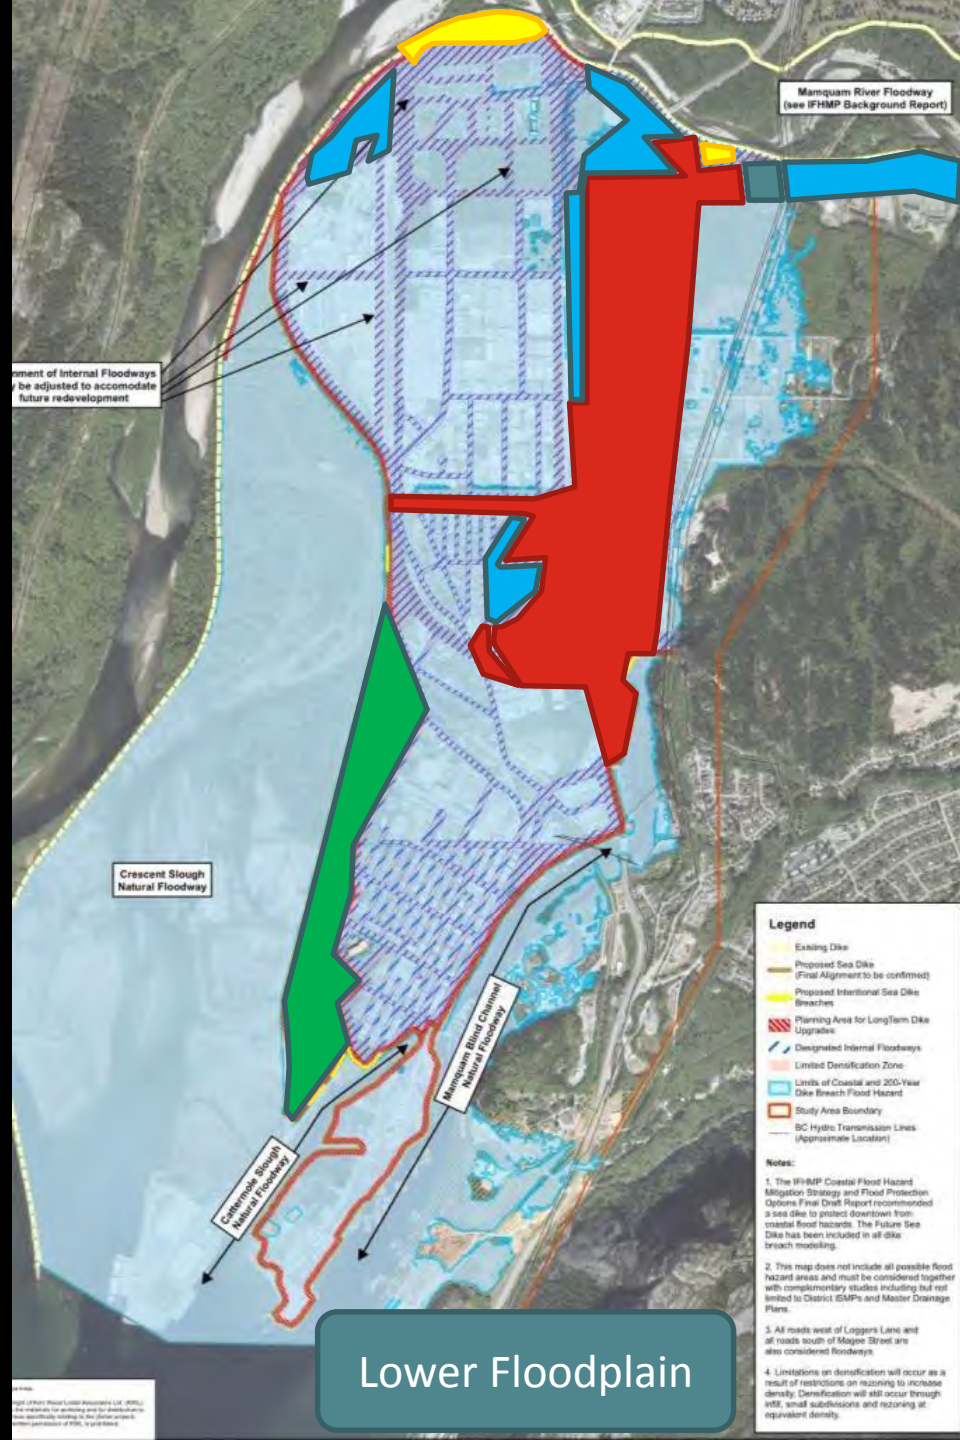 Mamquam River Floodway
(see IFHMP Background Report)
nment of Internal Floodways
y be adjusted to accomodate
future redevelopment
Crescent Slough
Natural Floodway
Mamquam Blind Channel
Natural Floodway
Cattermole Slough
Natural Floodway
Legend
Existing Dike
Proposed Sea Dike
(Final Alignment to be confirmed)
Proposed Intentional Sea Dike
Breaches
Planning Area for LongTerm Dike
Upgrades
Designated Internal Floodways
Limited Densification Zone
Limits of Coastal and 200-Year
Dike Breach Flood Hazard
Study Area Boundary
BC Hydro Transmission Lines
(Approximate Location)
Notes:
1. The IFHMP Coastal Flood Hazard
Mitigation Strategy and Flood Protection
Options Final Draft Report recommended
a sea dike to protect downtown from
coastal flood hazards. The Future Sea
Dike has been included in all dike
breach modelling.
2. This map does not include all possible flood
hazard areas and must be considered together
with complimentary studies including but not
limited to District ISMPs and Master Drainage
Plans.
3. All roads west of Loggers Lane and
all roads south of Magee Street are
also considered floodways.
4. Limitations on densification will occur as a
result of restrictions on rezoning to increase
density. Densification will still occur through
infill, small subdivisions and rezoning at
equivalent density.
Lower Floodplain